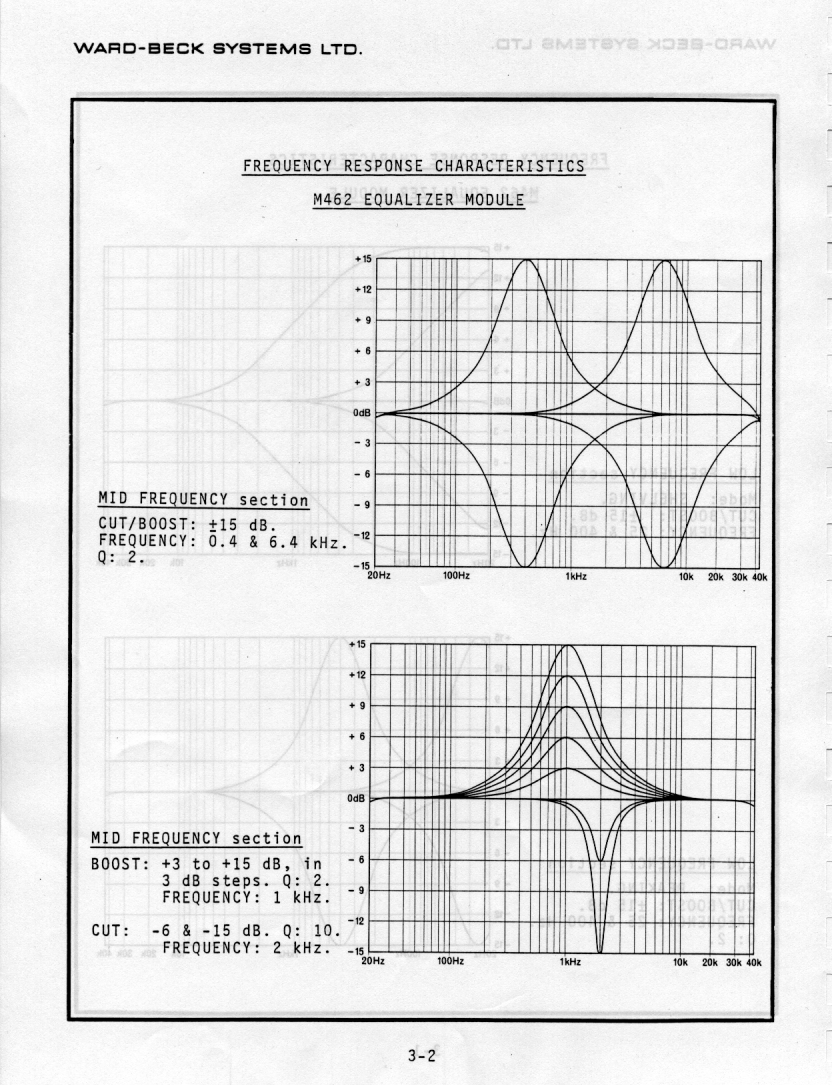 WARD-BECK SYSTEMS LTD.
FREQUENCY RESPONSE CHARACTERISTICS
M462 EQUALIZER MODULE
+15
+12
+ 9
+ 6
+ 3
0dB
- 3
- 6
- 9
-12
-15
20Hz 100Hz 1kHz 10k 20k 30k 40k
MID FREQUENCY section
CUT/BOOST: ±15 dB.
FREQUENCY: 0.4 & 6.4 kHz.
Q: 2.
+15
+12
+ 9
+ 6
+ 3
0dB
- 3
- 6
- 9
-12
-15
20Hz 100Hz 1kHz 10k 20k 30k 40k
MID FREQUENCY section
BOOST: +3 to +15 dB, in
3 dB steps. Q: 2.
FREQUENCY: 1 kHz.
CUT: -6 & -15 dB. Q: 10.
FREQUENCY: 2 kHz.
3-2